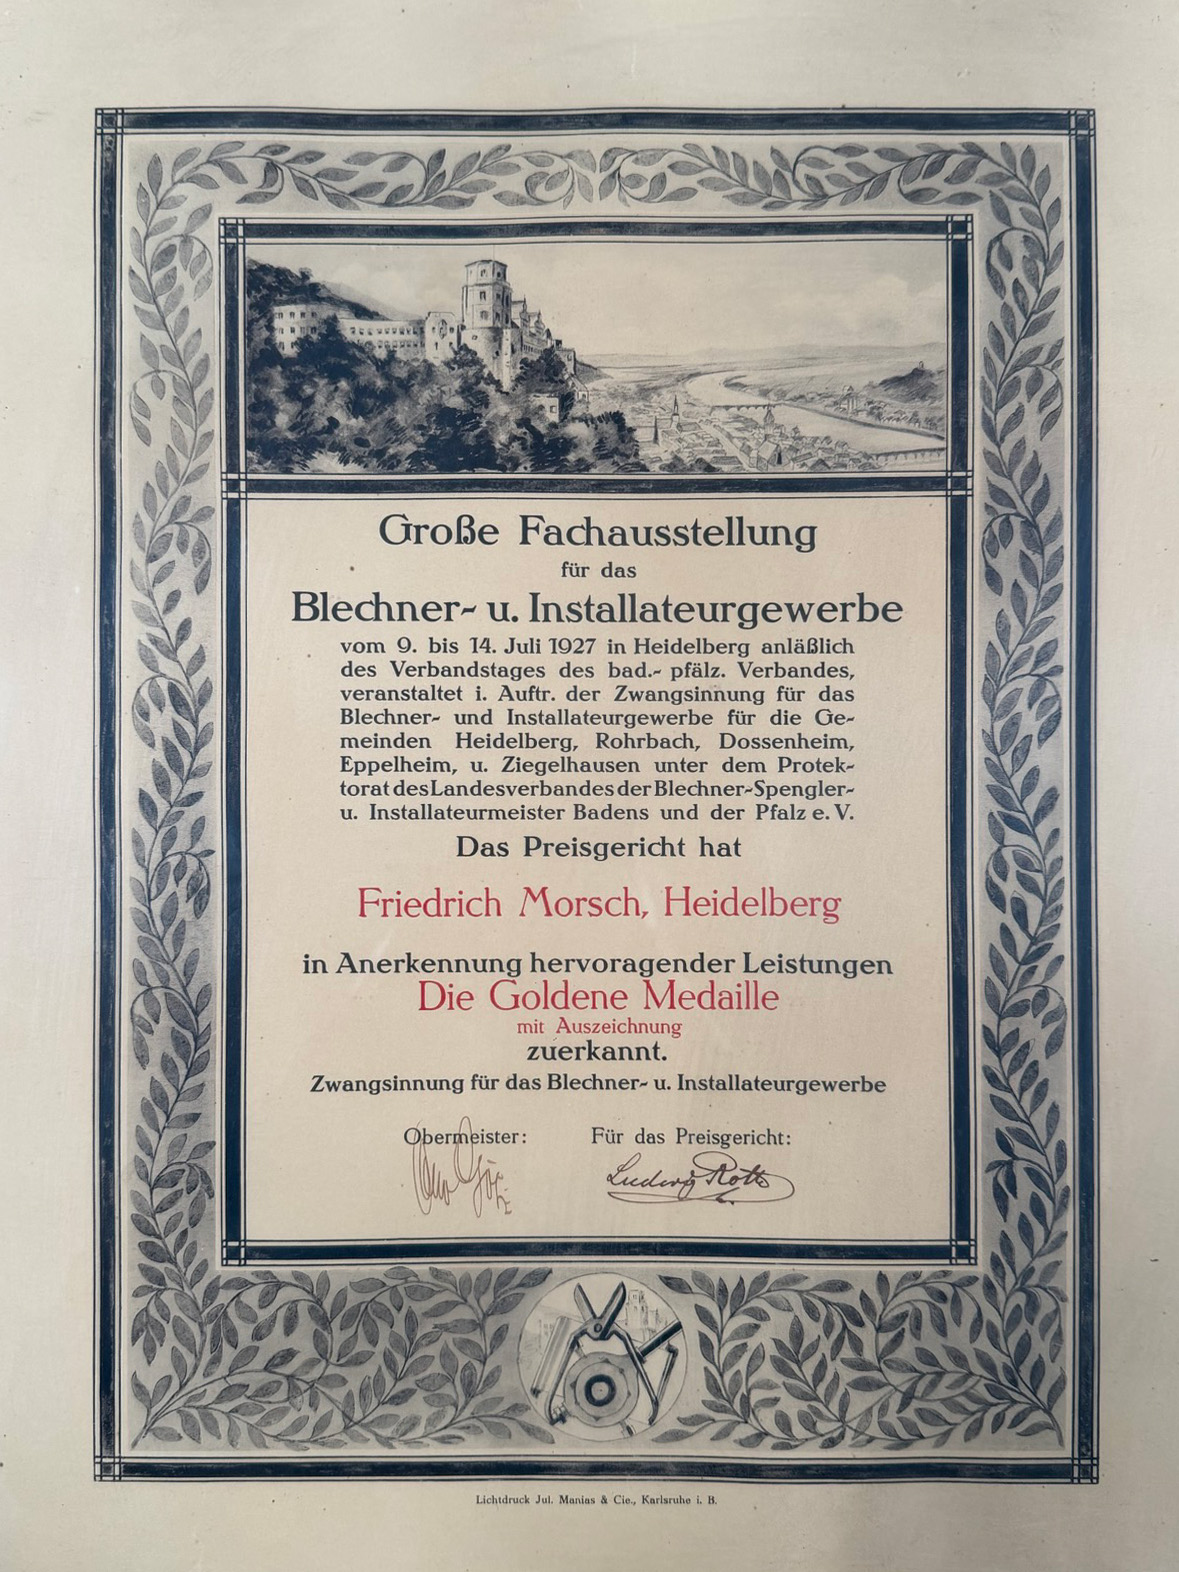 Große Fachausstellung
für das
Blechner- u. Installateurgewerbe
vom 9. bis 14. Juli 1927 in Heidelberg anläßlich
des Verbandstages des bad.- pfälz. Verbandes,
veranstaltet i. Auftr. der Zwangsinnung für das
Blechner- und Installateurgewerbe für die Ge-
meinden Heidelberg, Rohrbach, Dossenheim,
Eppelheim, u. Ziegelhausen unter dem Protek-
torat des Landesverbandes der Blechner-Spengler-
u. Installateurmeister Badens und der Pfalz e. V.
Das Preisgericht hat
Friedrich Morsch, Heidelberg
in Anerkennung hervoragender Leistungen
Die Goldene Medaille
mit Auszeichnung
zuerkannt.
Zwangsinnung für das Blechner- u. Installateurgewerbe
Obermeister: Für das Preisgericht:
Ludwig Roth
Lichtdruck Jul. Manias & Cie., Karlsruhe i. B.